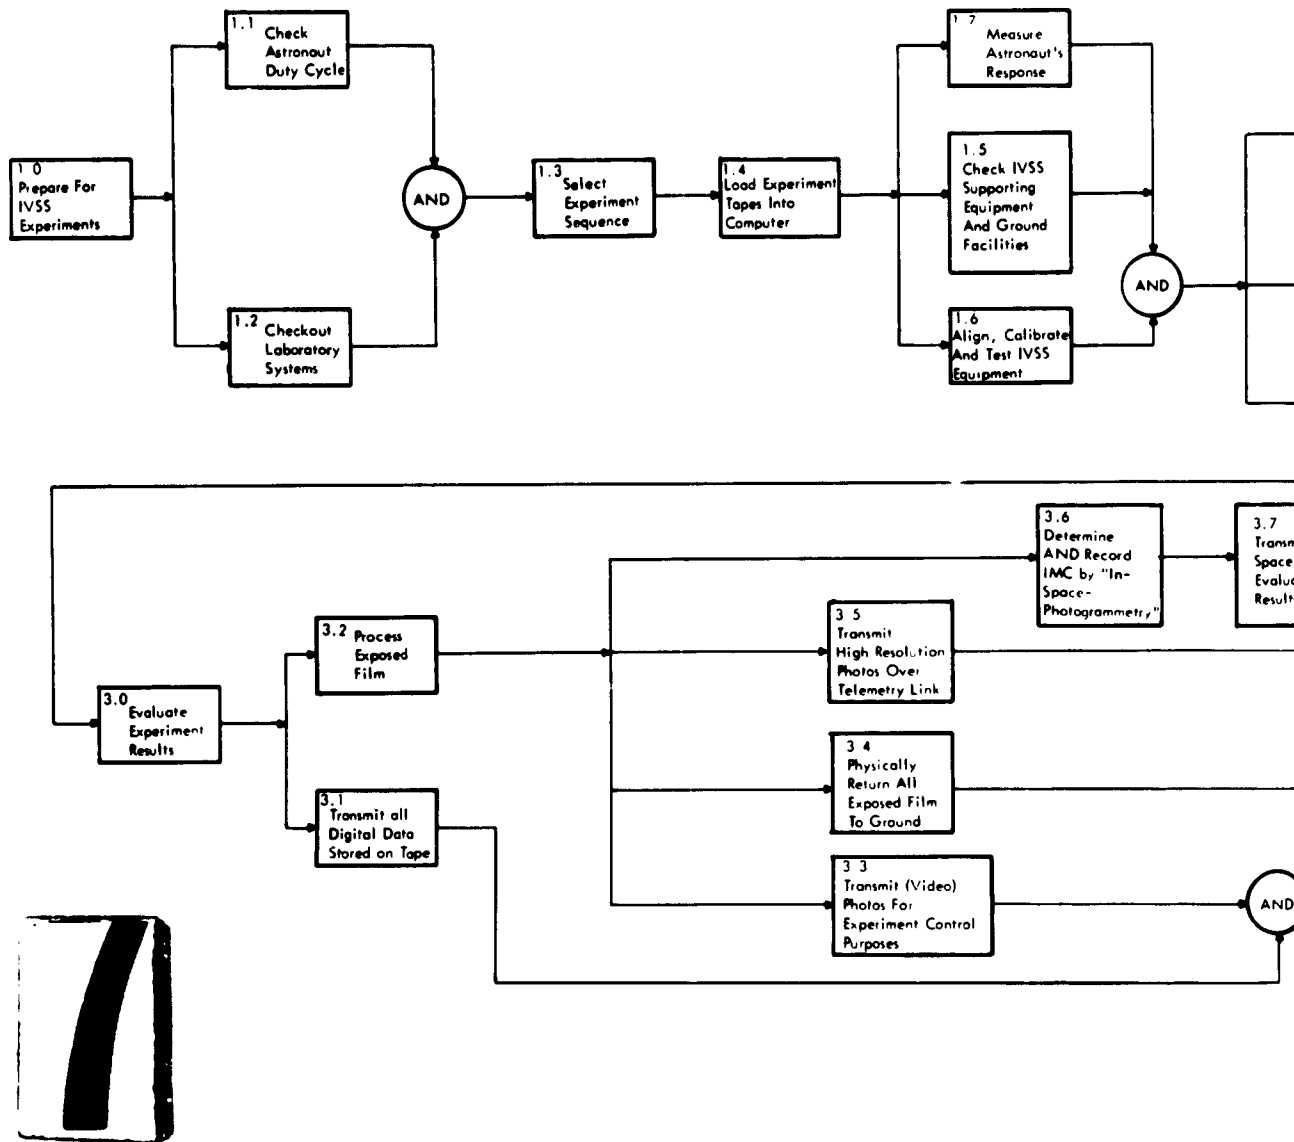 1.1
Check
Astronaut
Duty Cycle
1 0
Prepare For
IVSS
Experiments
1.2
Checkout
Laboratory
Systems
AND
1.3
Select
Experiment
Sequence
1.4
Load Experiment
Tapes Into
Computer
1.7
Measure
Astronaut's
Response
1.5
Check IVSS
Supporting
Equipment
And Ground
Facilities
1.6
Align, Calibrate
And Test IVSS
Equipment
AND
3.0
Evaluate
Experiment
Results
3.2
Process
Exposed
Film
3.1
Transmit all
Digital Data
Stored on Tape
3.6
Determine
AND Record
IMC by "In-
Space-
Photogrammetry"
3.7
Transm
Space
Evalua
Result
3 5
Transmit
High Resolution
Photos Over
Telemetry Link
3 4
Physically
Return All
Exposed Film
To Ground
3 3
Transmit (Video)
Photos For
Experiment Control
Purposes
AND